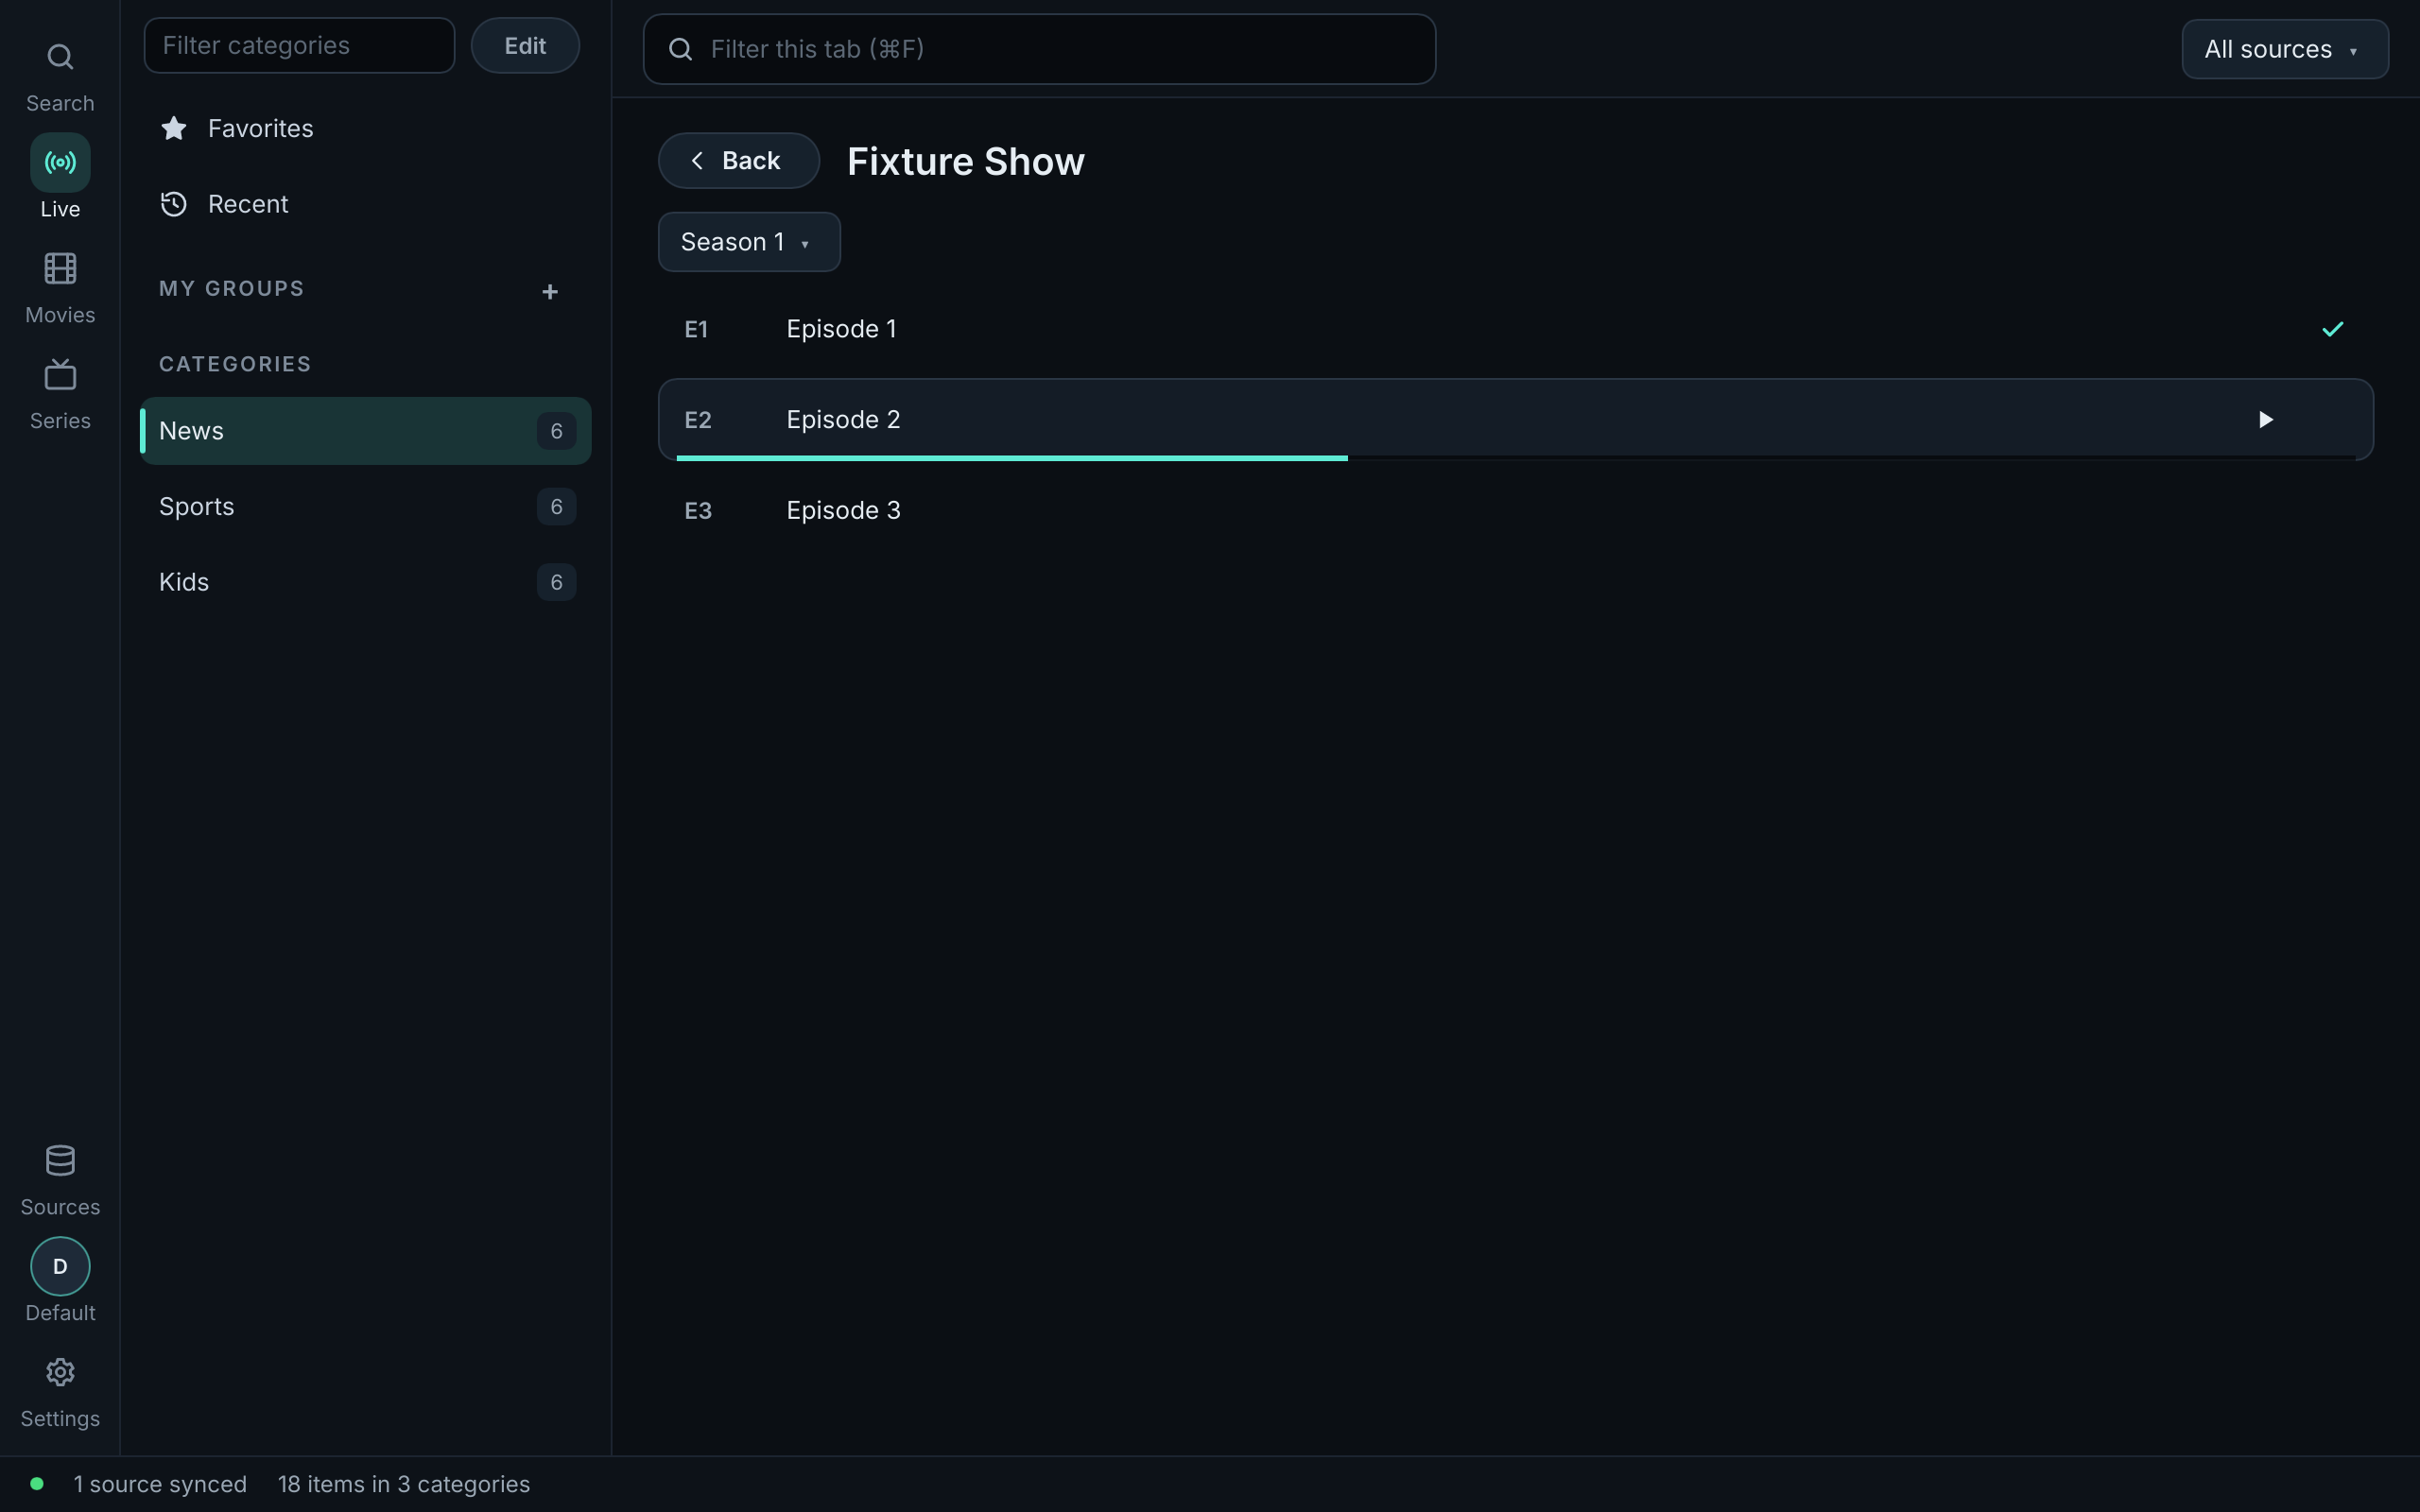 Search
Live
Movies
Series
Sources
D
Default
Settings
Filter categories
Edit
Favorites
Recent
MY GROUPS
+
CATEGORIES
News 6
Sports 6
Kids 6
Filter this tab (⌘F)
All sources
Back
Fixture Show
Season 1
E1 Episode 1
E2 Episode 2
E3 Episode 3
1 source synced 18 items in 3 categories